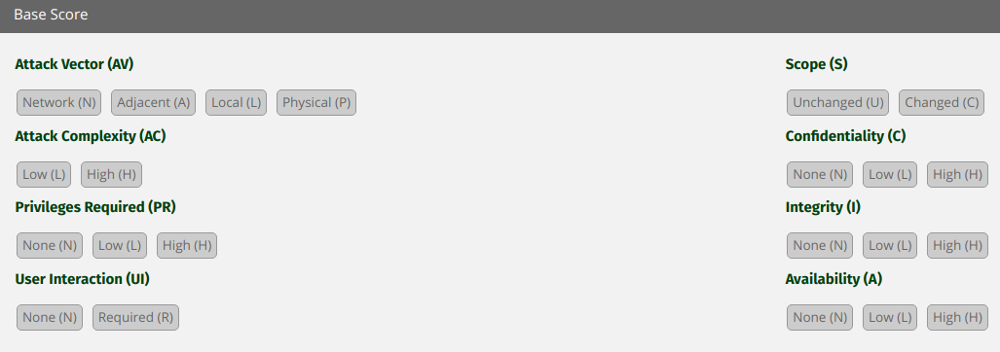 Base Score
Attack Vector (AV)
Network (N) Adjacent (A) Local (L) Physical (P)
Attack Complexity (AC)
Low (L) High (H)
Privileges Required (PR)
None (N) Low (L) High (H)
User Interaction (UI)
None (N) Required (R)
Scope (S)
Unchanged (U) Changed (C)
Confidentiality (C)
None (N) Low (L) High (H)
Integrity (I)
None (N) Low (L) High (H)
Availability (A)
None (N) Low (L) High (H)